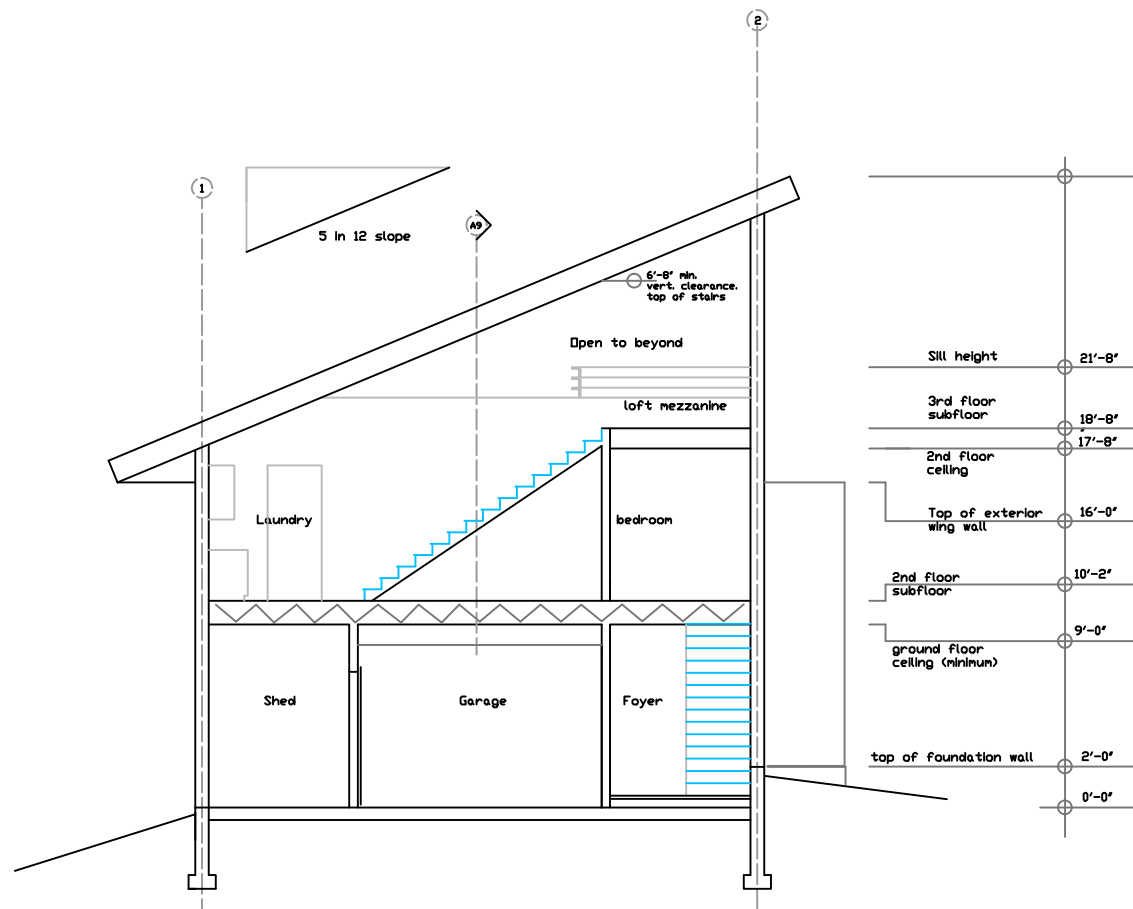 2
1
5 in 12 slope
A9
6'-8" min.
vert. clearance.
top of stairs
Open to beyond
loft mezzanine
Laundry
bedroom
Shed
Garage
Foyer
Sill height
21'-8"
3rd floor
subfloor
18'-8"
17'-8"
2nd floor
ceiling
Top of exterior
wing wall
16'-0"
2nd floor
subfloor
10'-2"
9'-0"
ground floor
ceiling (minimum)
top of foundation wall
2'-0"
0'-0"